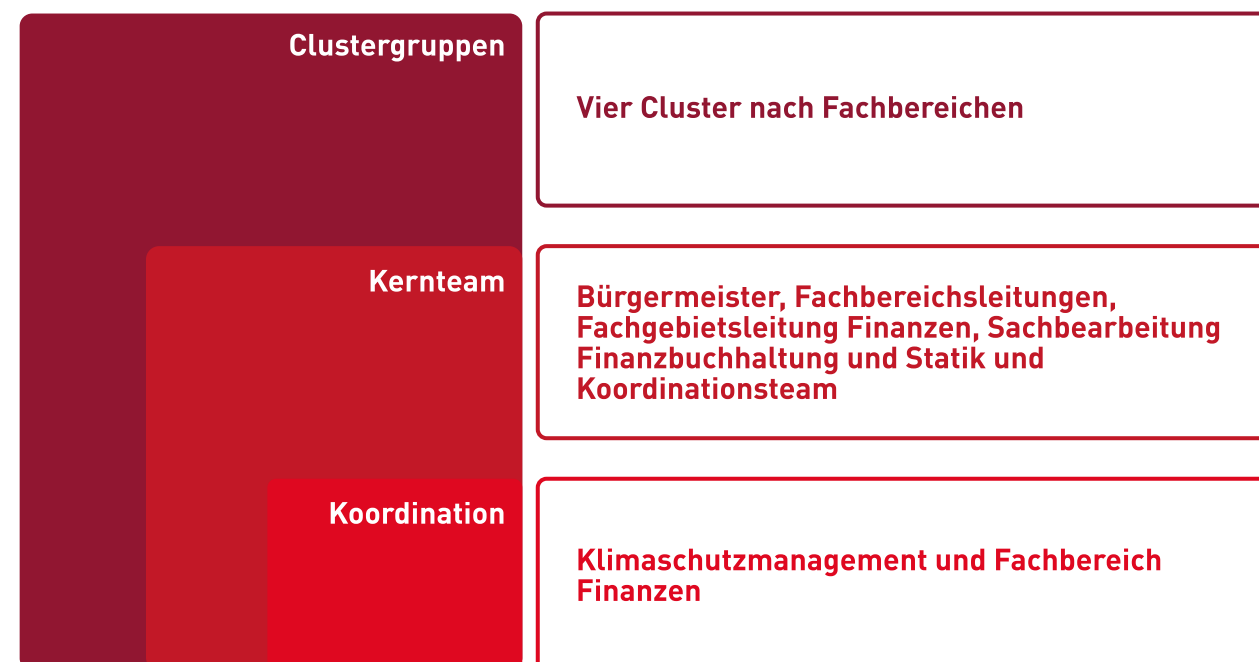 Clustergruppen
Vier Cluster nach Fachbereichen
Kernteam
Bürgermeister, Fachbereichsleitungen,
Fachgebietsleitung Finanzen, Sachbearbeitung
Finanzbuchhaltung und Statik und
Koordinationsteam
Koordination
Klimaschutzmanagement und Fachbereich
Finanzen